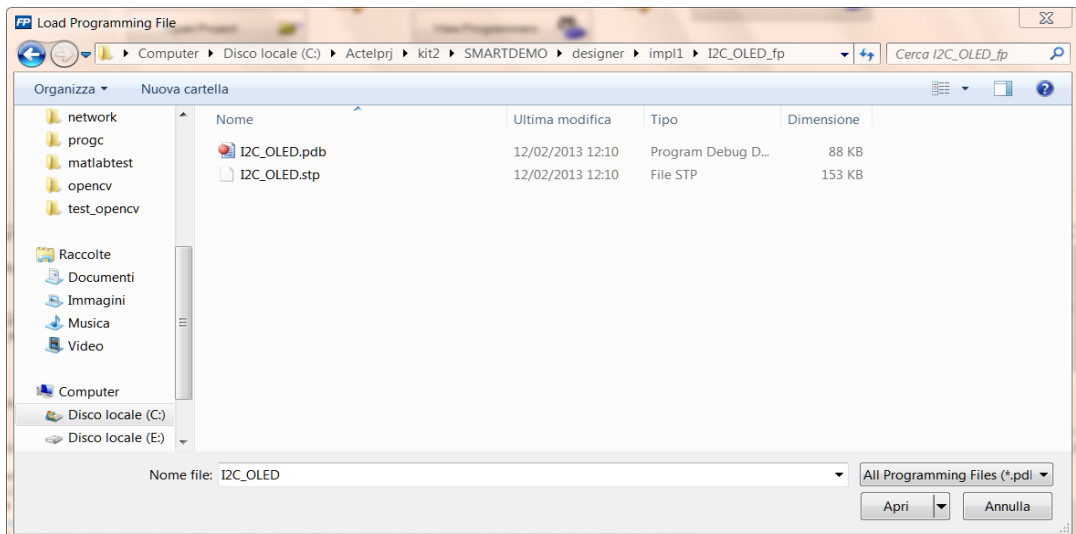 FP Load Programming File
Computer Disco locale (C:) Actelprj kit2 SMARTDEMO designer impl1 I2C_OLED_fp Cerca I2C_OLED_fp
Organizza Nuova cartella
network
progc
matlabtest
opencv
test_opencv
Raccolte
Documenti
Immagini
Musica
Video
Computer
Disco locale (C:)
Disco locale (E:)
Nome Ultima modifica Tipo Dimensione
I2C_OLED.pdb 12/02/2013 12:10 Program Debug D... 88 KB
I2C_OLED.stp 12/02/2013 12:10 File STP 153 KB
Nome file: I2C_OLED All Programming Files (*.pd
Apri Annulla